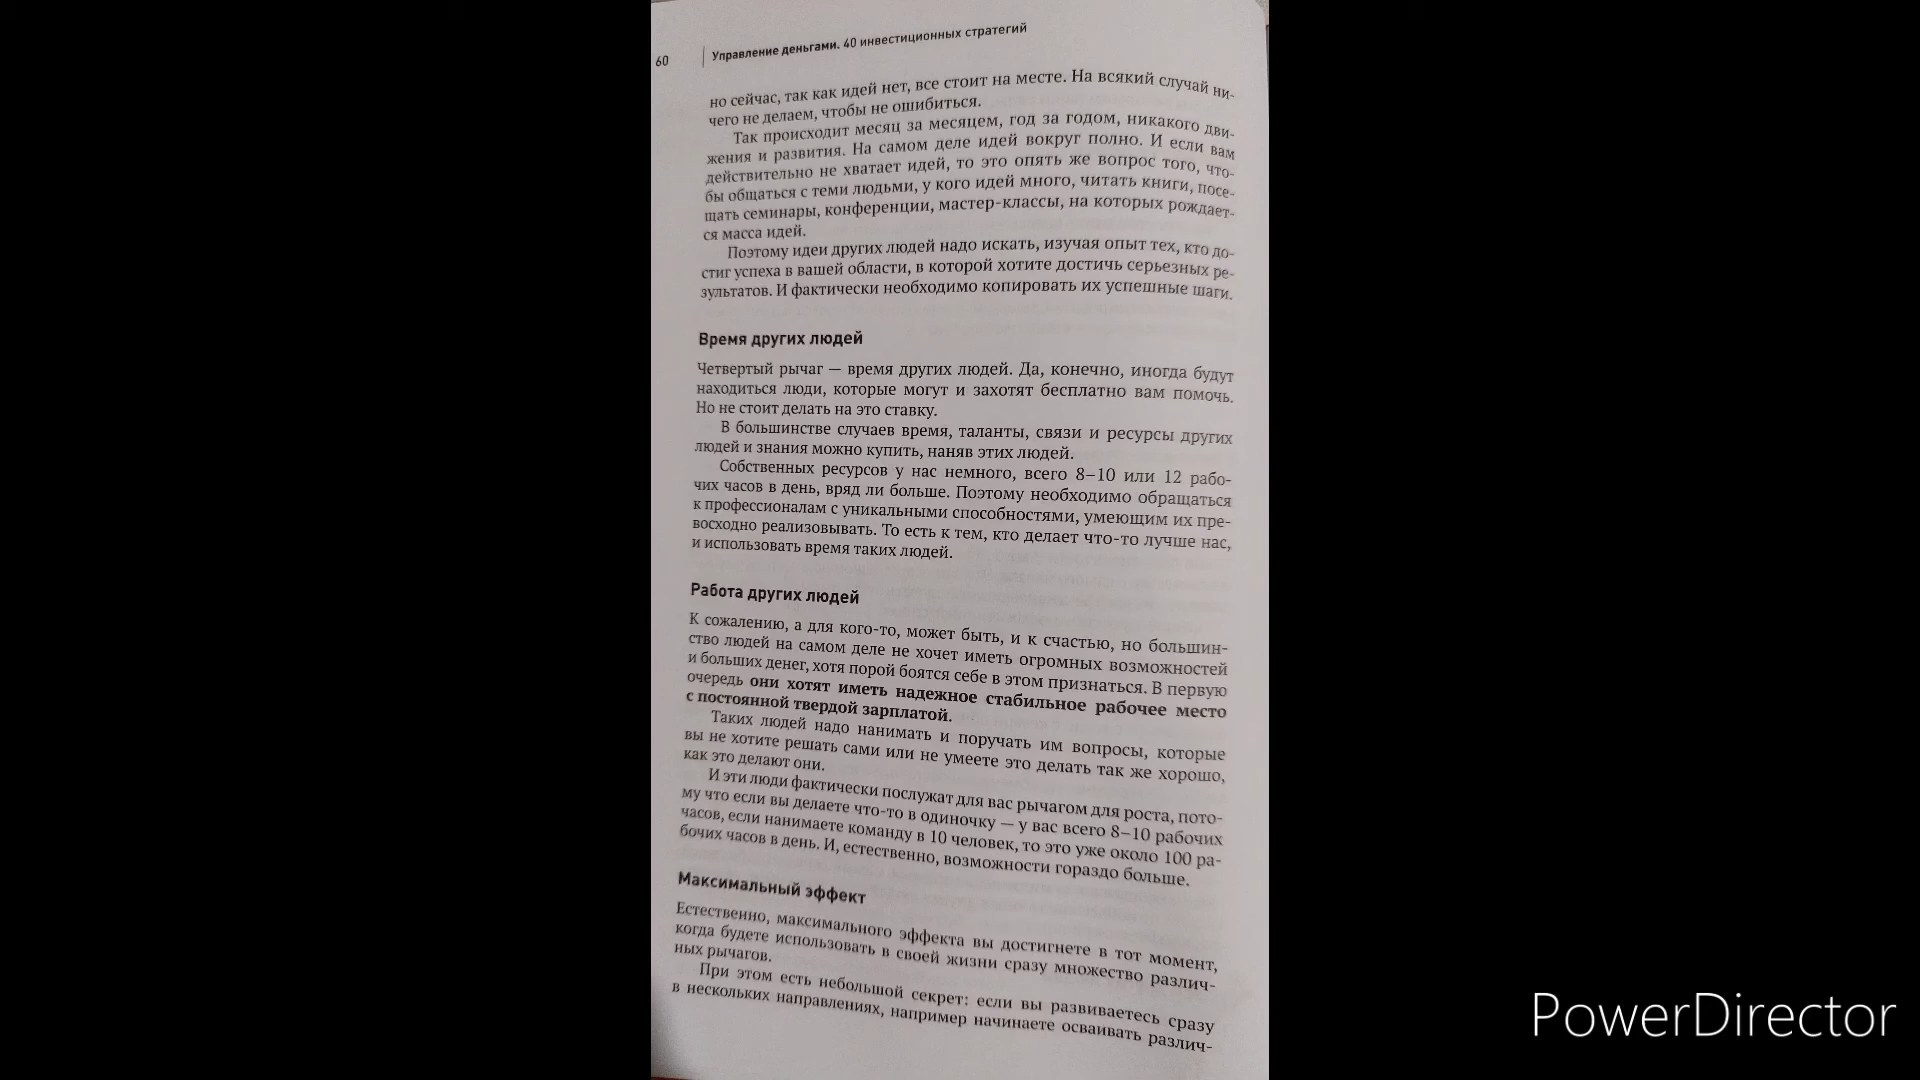 60
Управление деньгами. 40 инвестиционных стратегий
но сейчас, так как идей нет, все стоит на месте. На всякий случай ни-
чего не делаем, чтобы не ошибиться.
Так происходит месяц за месяцем, год за годом, никакого дви-
жения и развития. На самом деле идей вокруг полно. И если вам
действительно не хватает идей, то это опять же вопрос того, что-
бы общаться с теми людьми, у кого идей много, читать книги, посе-
щать семинары, конференции, мастер-классы, на которых рождает-
ся масса идей.
Поэтому идеи других людей надо искать, изучая опыт тех, кто до-
стиг успеха в вашей области, в которой хотите достичь серьезных ре-
зультатов. И фактически необходимо копировать их успешные шаги.
Время других людей
Четвертый рычаг — время других людей. Да, конечно, иногда будут
находиться люди, которые могут и захотят бесплатно вам помочь.
Но не стоит делать на это ставку.
В большинстве случаев время, таланты, связи и ресурсы других
людей и знания можно купить, наняв этих людей.
Собственных ресурсов у нас немного, всего 8–10 или 12 рабо-
чих часов в день, вряд ли больше. Поэтому необходимо обращаться
к профессионалам с уникальными способностями, умеющим их пре-
восходно реализовывать. То есть к тем, кто делает что-то лучше нас,
и использовать время таких людей.
Работа других людей
К сожалению, а для кого-то, может быть, и к счастью, но большин-
ство людей на самом деле не хочет иметь огромных возможностей
и больших денег, хотя порой боятся себе в этом признаться. В первую
очередь они хотят иметь надежное стабильное рабочее место
с постоянной твердой зарплатой.
Таких людей надо нанимать и поручать им вопросы, которые
вы не хотите решать сами или не умеете это делать так же хорошо,
как это делают они.
И эти люди фактически послужат для вас рычагом для роста, пото-
му что если вы делаете что-то в одиночку — у вас всего 8–10 рабочих
часов, если нанимаете команду в 10 человек, то это уже около 100 ра-
бочих часов в день. И, естественно, возможности гораздо больше.
Максимальный эффект
Естественно, максимального эффекта вы достигнете в тот момент,
когда будете использовать в своей жизни сразу множество различ-
ных рычагов.
При этом есть небольшой секрет: если вы развиваетесь сразу
в нескольких направлениях, например начинаете осваивать различ-
PowerDirector